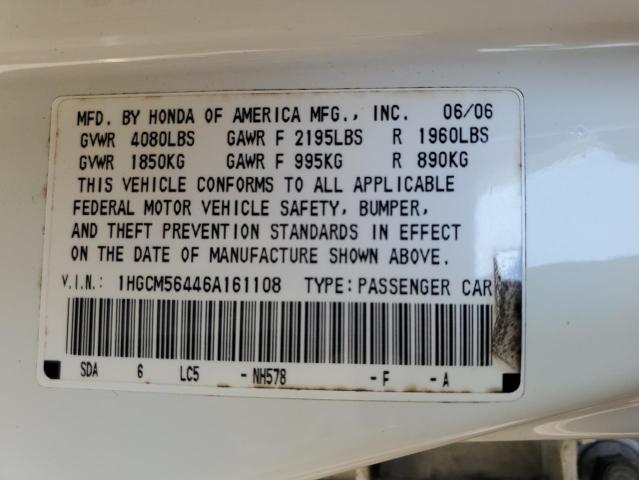 MFD. BY HONDA OF AMERICA MFG., INC. 06/06
GVWR 4080LBS GAWR F 2195LBS R 1960LBS
GVWR 1850KG GAWR F 995KG R 890KG
THIS VEHICLE CONFORMS TO ALL APPLICABLE
FEDERAL MOTOR VEHICLE SAFETY, BUMPER,
AND THEFT PREVENTION STANDARDS IN EFFECT
ON THE DATE OF MANUFACTURE SHOWN ABOVE.
V.I.N.: 1HGCM56446A161108 TYPE: PASSENGER CAR
SDA 6 LC5 - NH578 - F - A